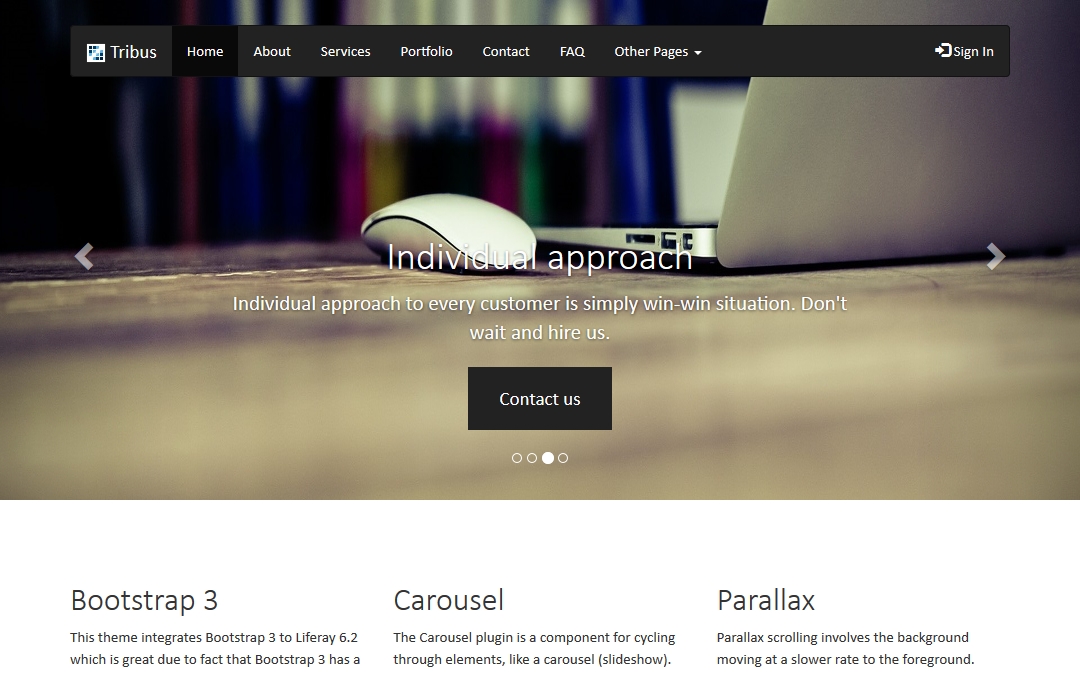 Tribus Home About Services Portfolio Contact FAQ Other Pages Sign In
Individual approach
Individual approach to every customer is simply win-win situation. Don't
wait and hire us.
Contact us
Bootstrap 3
This theme integrates Bootstrap 3 to Liferay 6.2
which is great due to fact that Bootstrap 3 has a
Carousel
The Carousel plugin is a component for cycling
through elements, like a carousel (slideshow).
Parallax
Parallax scrolling involves the background
moving at a slower rate to the foreground.